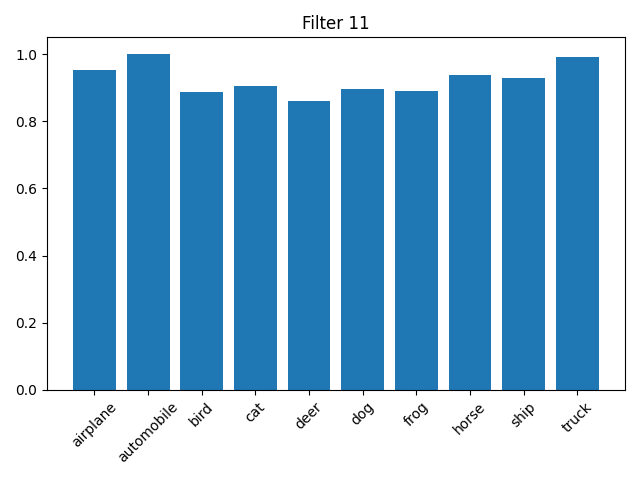 Filter 11
1.0
0.8
0.6
0.4
0.2
0.0
airplane
automobile
bird
cat
deer
dog
frog
horse
ship
truck